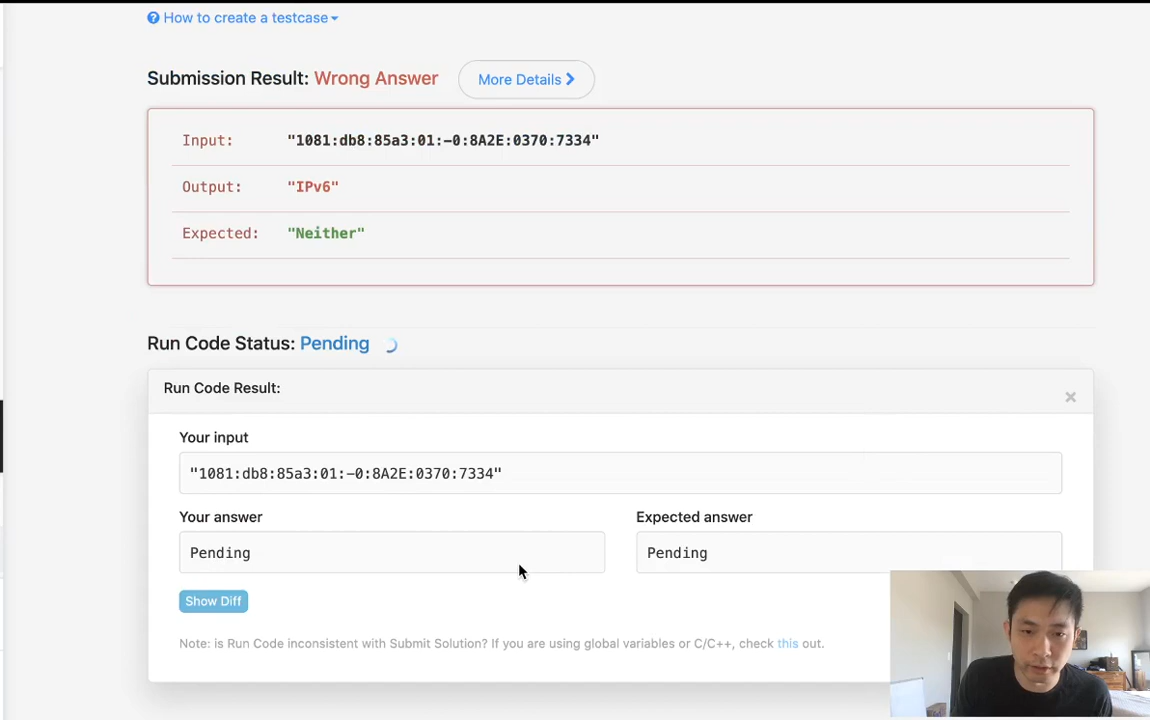 How to create a testcase
Submission Result: Wrong Answer
More Details
Input: "1081:db8:85a3:01:-0:8A2E:0370:7334"
Output: "IPv6"
Expected: "Neither"
Run Code Status: Pending
Run Code Result:
×
Your input
"1081:db8:85a3:01:-0:8A2E:0370:7334"
Your answer
Expected answer
Pending
Pending
Show Diff
Note: is Run Code inconsistent with Submit Solution? If you are using global variables or C/C++, check this out.